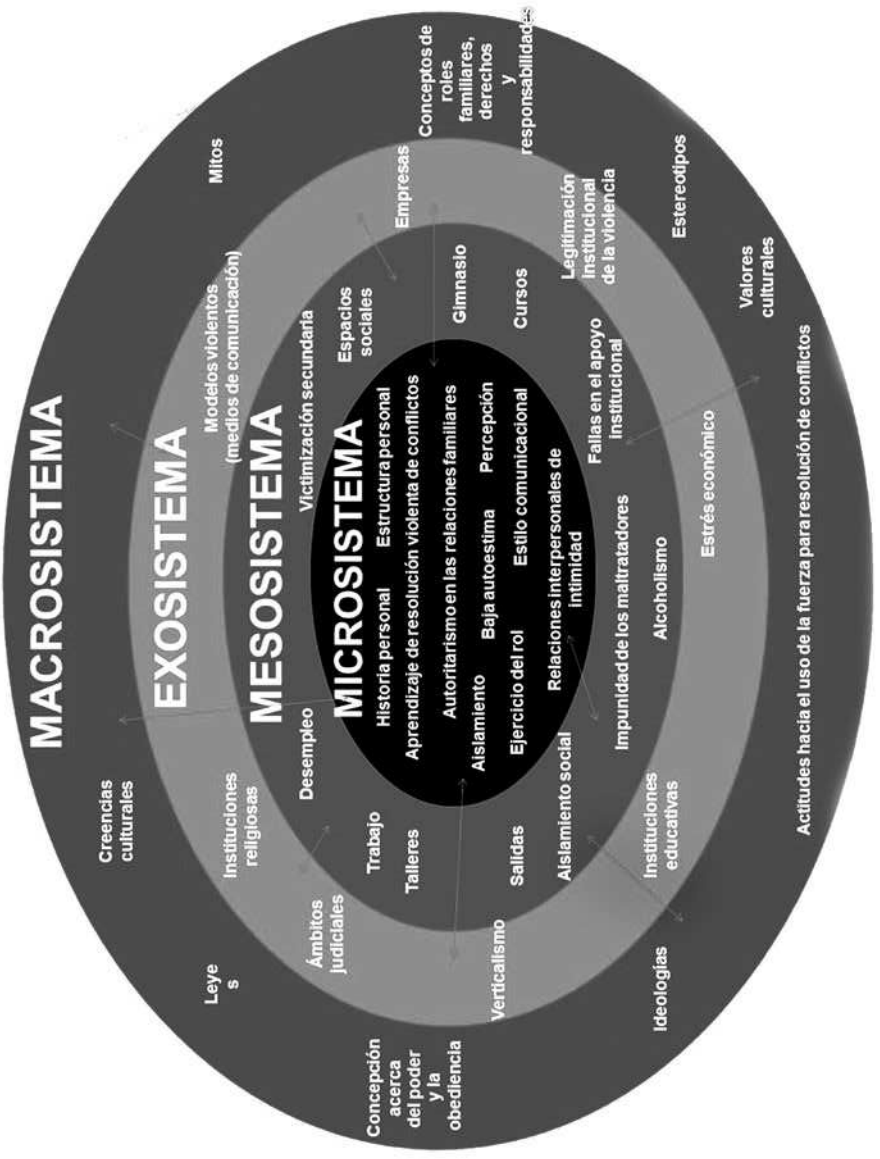 MACROSISTEMA
Creencias
culturales
Mitos
Leye
s
EXOSISTEMA
Modelos violentos
(medios de comunicación)
Instituciones
religiosas
MESOSISTEMA
Victimización secundaria
Desempleo
Ámbitos
judiciales
Espacios
sociales
Empresas
MICROSISTEMA
Historia personal
Estructura personal
Aprendizaje de resolución violenta de conflictos
Autoritarismo en las relaciones familiares
Aislamiento
Baja autoestima
Percepción
Ejercicio del rol
Estilo comunicacional
Relaciones interpersonales de
intimidad
Trabajo
Talleres
Concepción
acerca
del poder
y la
obediencia
Conceptos de
roles
familiares,
derechos
y
responsabilidades
Gimnasio
Cursos
Verticalismo
Salidas
Aislamiento social
Legitimación
institucional
de la violencia
Fallas en el apoyo
institucional
Impunidad de los maltratadores
Alcoholismo
Instituciones
educativas
Ideologías
Estereotipos
Estrés económico
Valores
culturales
Actitudes hacia el uso de la fuerza para resolución de conflictos